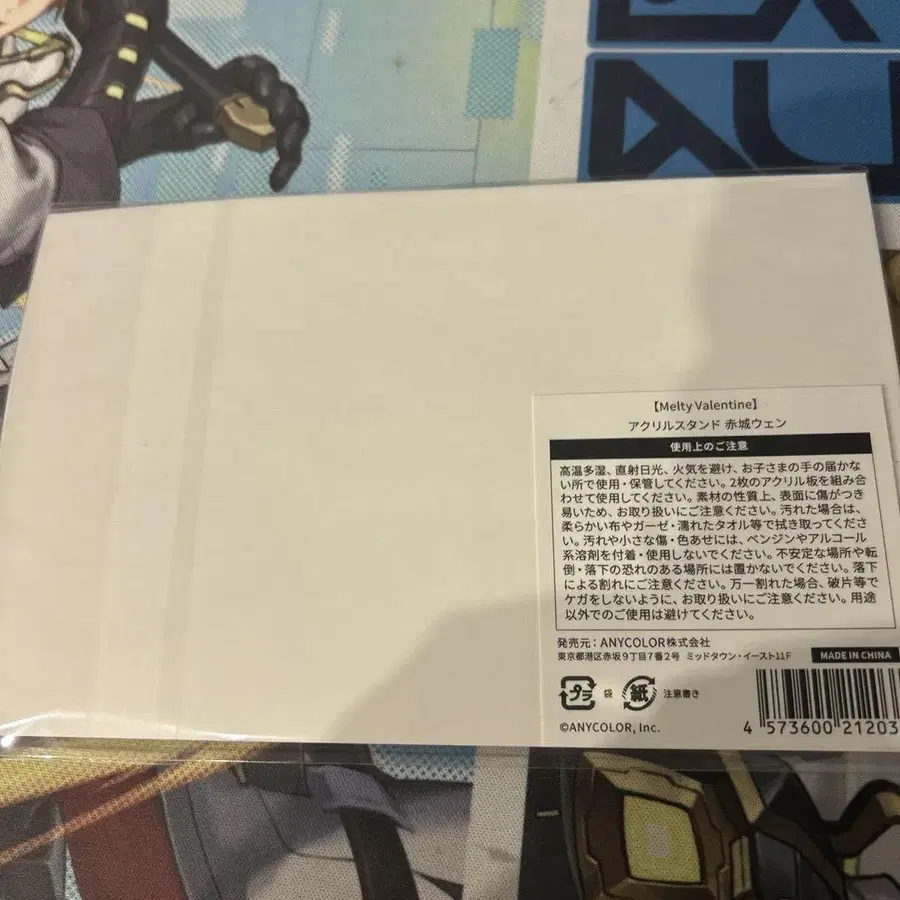 【Melty Valentine】
アクリルスタンド 赤城ウェン
使用上のご注意
高温多湿、直射日光、火気を避け、お子さまの手の届かな
い所で使用・保管してください。2枚のアクリル板を組み合
わせて使用してください。素材の性質上、表面に傷がつき
易いため、お取り扱いにご注意ください。汚れた場合は、
柔らかい布やガーゼ・濡れたタオル等で拭き取ってくださ
い。汚れや小さな傷・色あせには、ベンジンやアルコール
系溶剤を付着・使用しないでください。不安定な場所や転
倒・落下の恐れのある場所には置かないでください。落下
による割れにご注意ください。万一割れた場合、破片等で
ケガをしないように、お取り扱いにご注意ください。用途
以外でのご使用は避けてください。
発売元：ANYCOLOR株式会社
東京都港区赤坂9丁目7番2号 ミッドタウン・イースト11F
MADE IN CHINA
プラ 袋 紙 注意書き
©ANYCOLOR, Inc.
4 573600 21203